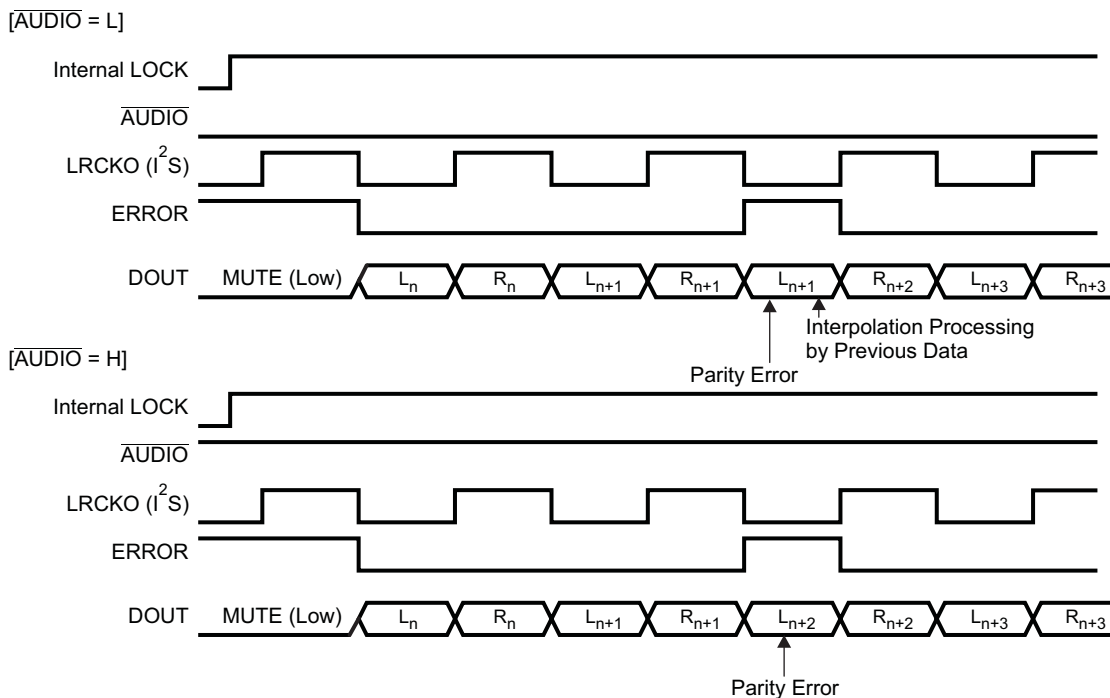 [AUDIO = L]
Internal LOCK
AUDIO
LRCKO (I²S)
ERROR
DOUT MUTE (Low) Lₙ Rₙ Lₙ₊₁ Rₙ₊₁ Lₙ₊₁ Rₙ₊₂ Lₙ₊₃ Rₙ₊₃
Interpolation Processing
by Previous Data
Parity Error
[AUDIO = H]
Internal LOCK
AUDIO
LRCKO (I²S)
ERROR
DOUT MUTE (Low) Lₙ Rₙ Lₙ₊₁ Rₙ₊₁ Lₙ₊₂ Rₙ₊₂ Lₙ₊₃ Rₙ₊₃
Parity Error